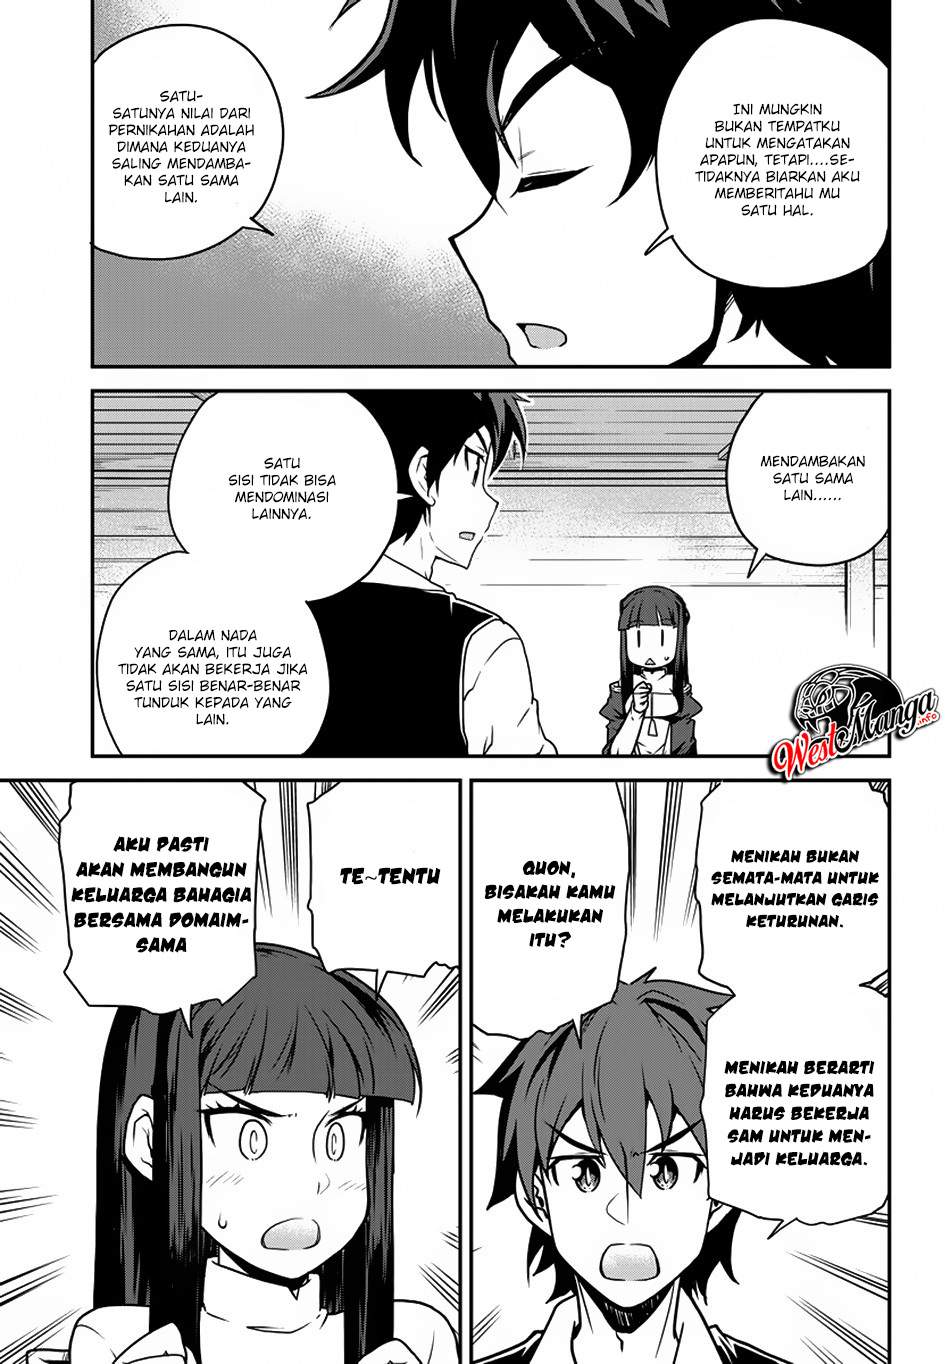 INI MUNGKIN
BUKAN TEMPATKU
UNTUK MENGATAKAN
APAPUN, TETAPI....SE-
TIDAKNYA BIARKAN AKU
MEMBERITAHU MU
SATU HAL.
SATU-
SATUNYA NILAI DARI
PERNIKAHAN ADALAH
DIMANA KEDUANYA
SALING MENDAMBA-
KAN SATU SAMA
LAIN.
MENDAMBAKAN
SATU SAMA
LAIN......
SATU
SISI TIDAK BISA
MENDOMINASI
LAINNYA.
DALAM NADA
YANG SAMA, ITU JUGA
TIDAK AKAN BEKERJA JIKA
SATU SISI BENAR-BENAR
TUNDUK KEPADA YANG
LAIN.
WestManga
.info
MENIKAH BUKAN
SEMATA-MATA UNTUK
MELANJUTKAN GARIS
KETURUNAN.
MENIKAH BERARTI
BAHWA KEDUANYA
HARUS BEKERJA
SAM UNTUK MEN-
JADI KELUARGA.
QUON,
BISAKAH KAMU
MELAKUKAN
ITU?
TE~TENTU
AKU PASTI
AKAN MEMBANGUN
KELUARGA BAHAGIA
BERSAMA DOMAIM-
SAMA